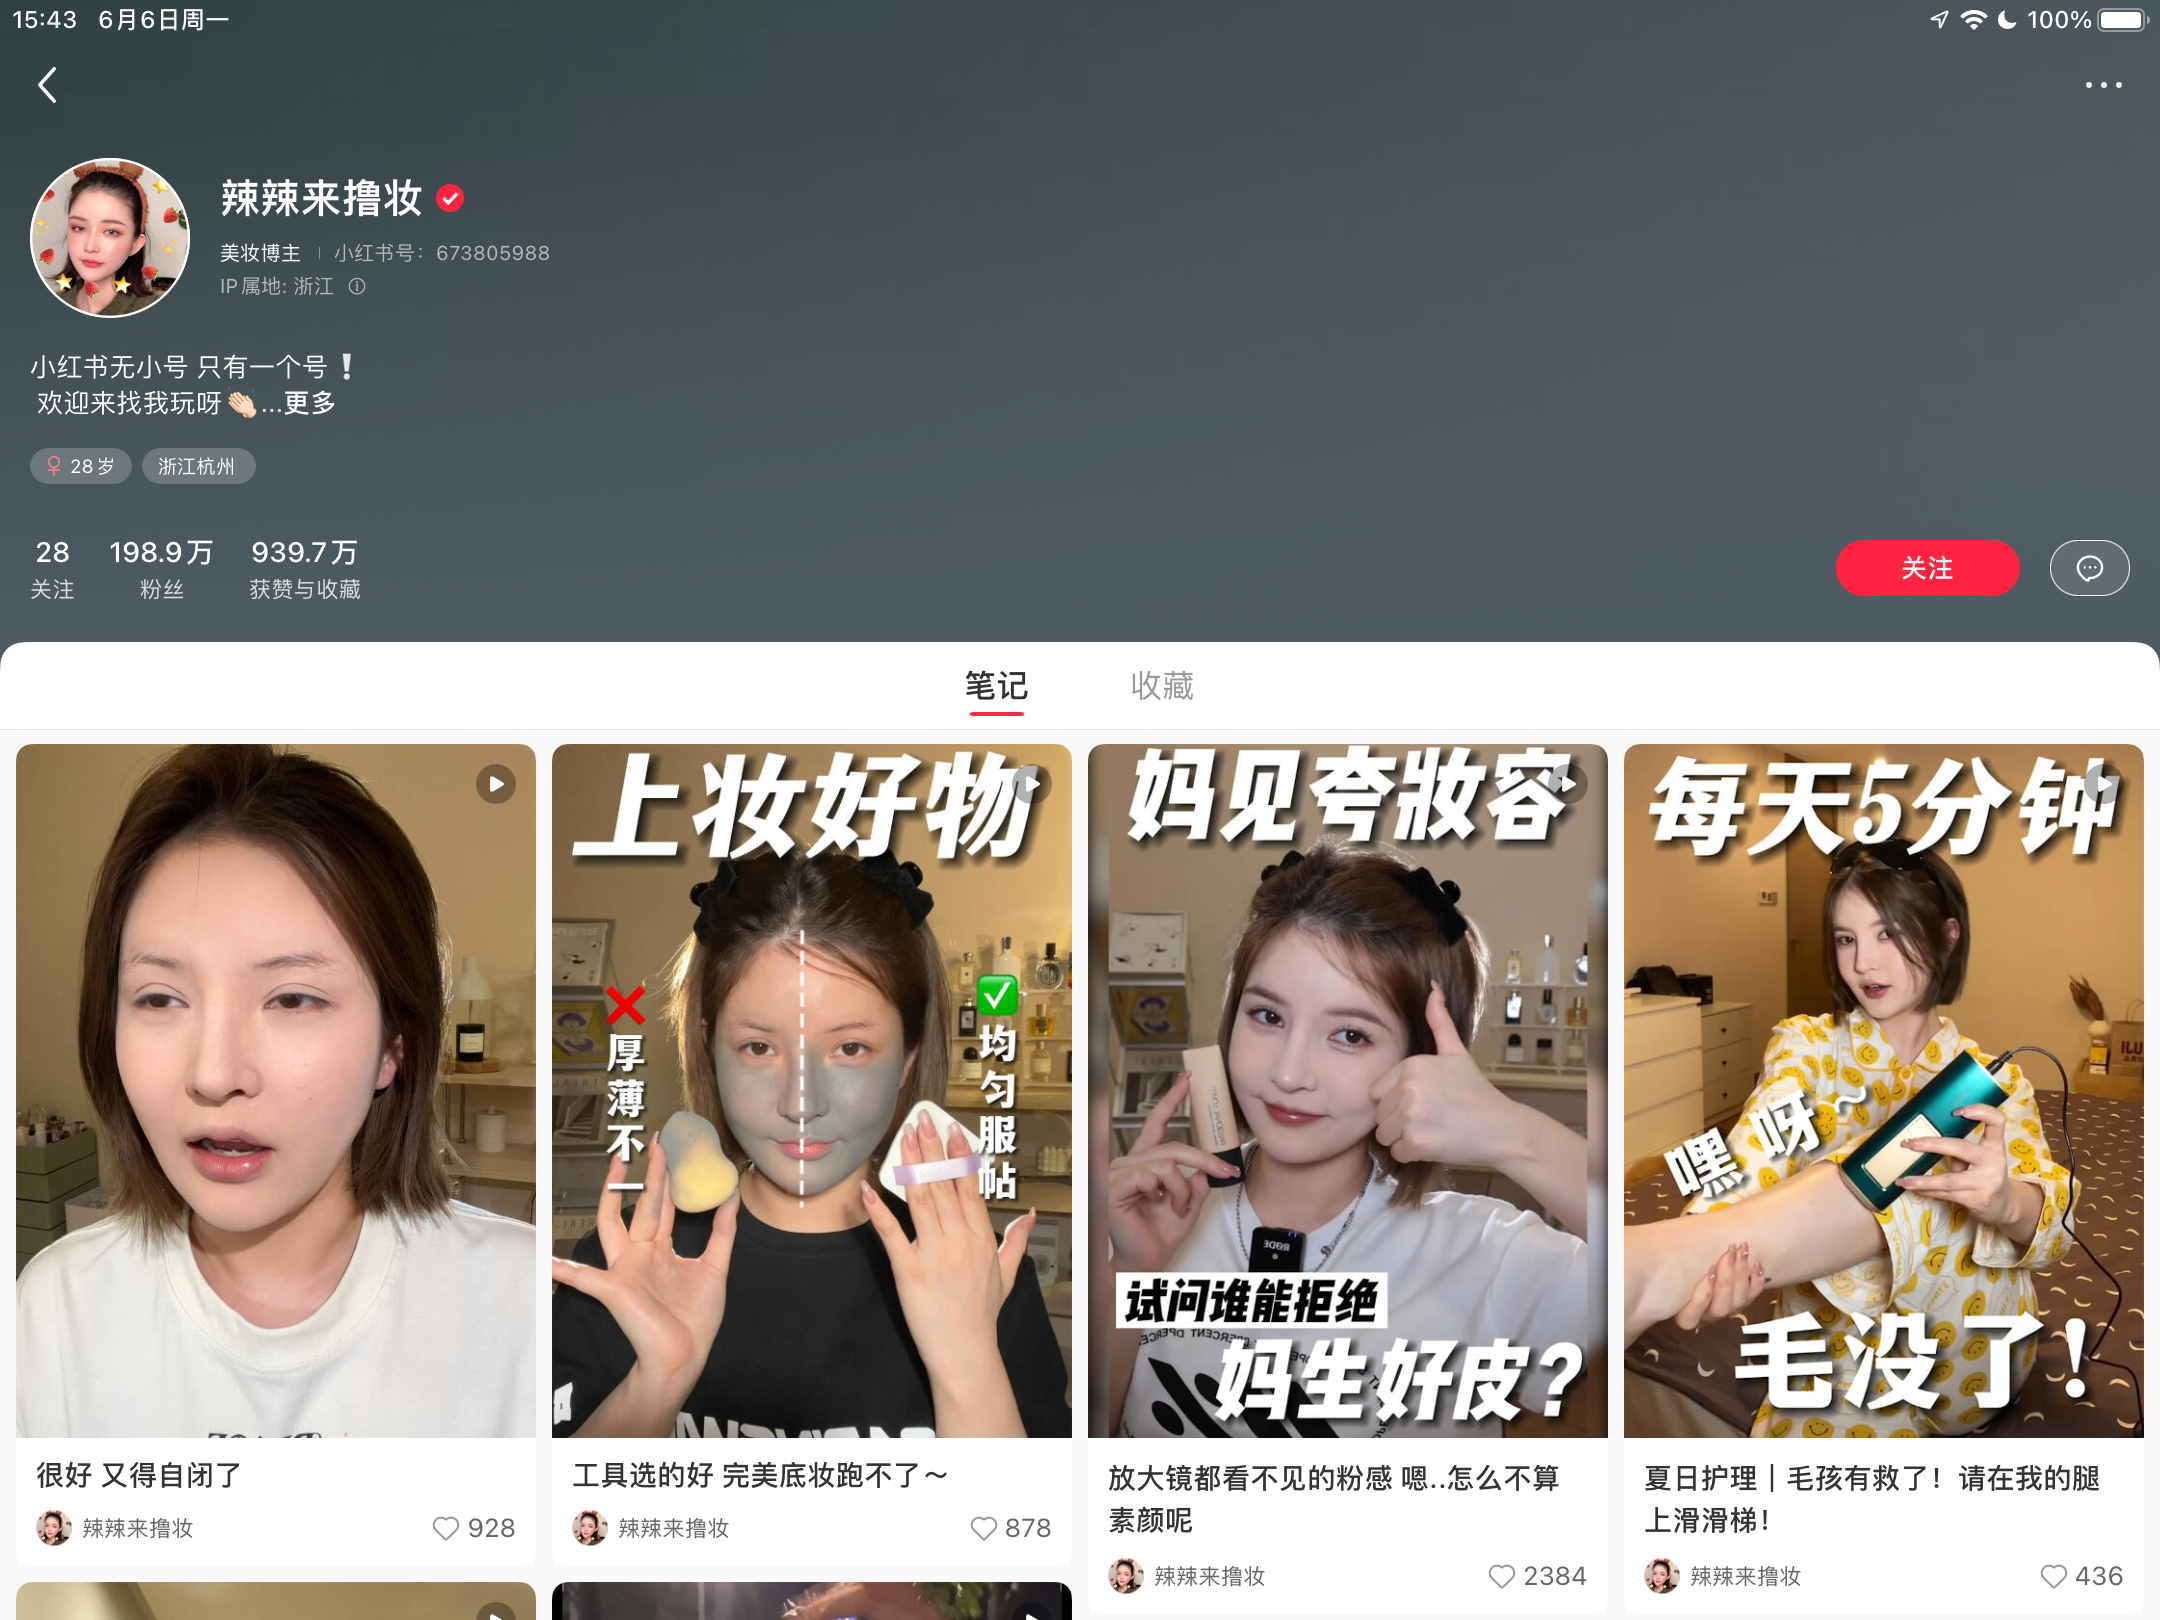 15:43 6月6日周一
100%
辣辣来撸妆
美妆博主 小红书号：673805988
IP属地: 浙江
小红书无小号 只有一个号❗
欢迎来找我玩呀👏🏻...更多
♀ 28岁 浙江杭州
28 198.9万 939.7万
关注 粉丝 获赞与收藏
关注
笔记 收藏
上妆好物
❌
厚薄不一
✅
均匀服帖
妈见夸妝容
RØDE
试问谁能拒绝
妈生好皮?
每天5分钟
嘿呀~
毛没了!
很好 又得自闭了
辣辣来撸妆 928
工具选的好 完美底妆跑不了～
辣辣来撸妆 878
放大镜都看不见的粉感 嗯..怎么不算
素颜呢
辣辣来撸妆 2384
夏日护理｜毛孩有救了！请在我的腿
上滑滑梯！
辣辣来撸妆 436